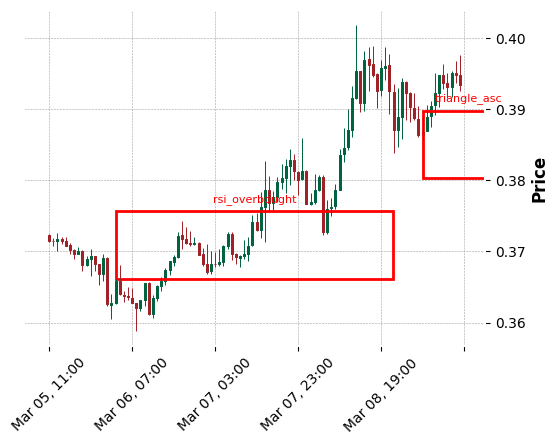 0.40
triangle_asc
0.39
0.38
rsi_overbought
0.37
0.36
Price
Mar 05, 11:00
Mar 06, 07:00
Mar 07, 03:00
Mar 07, 23:00
Mar 08, 19:00